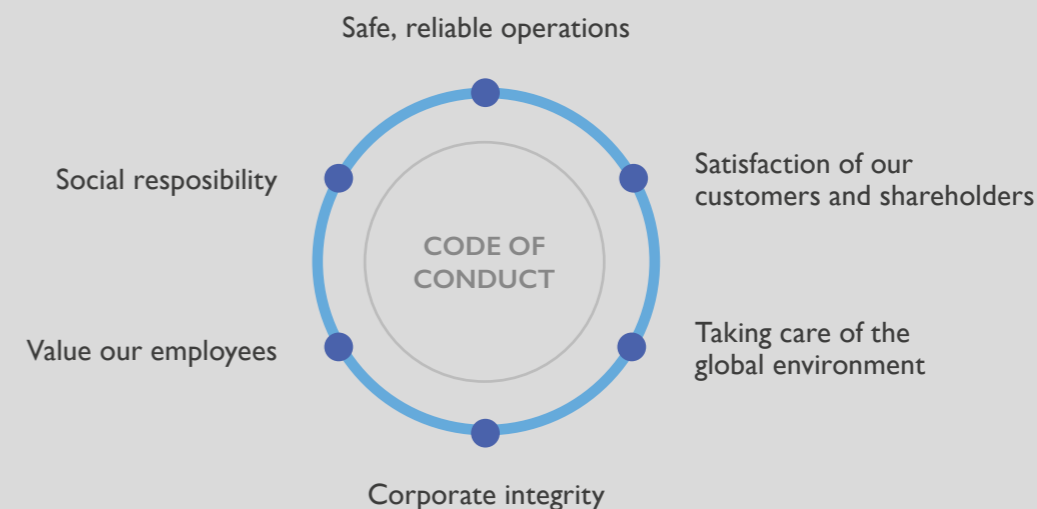 Safe, reliable operations
Social resposibility
Satisfaction of our
customers and shareholders
CODE OF
CONDUCT
Value our employees
Taking care of the
global environment
Corporate integrity